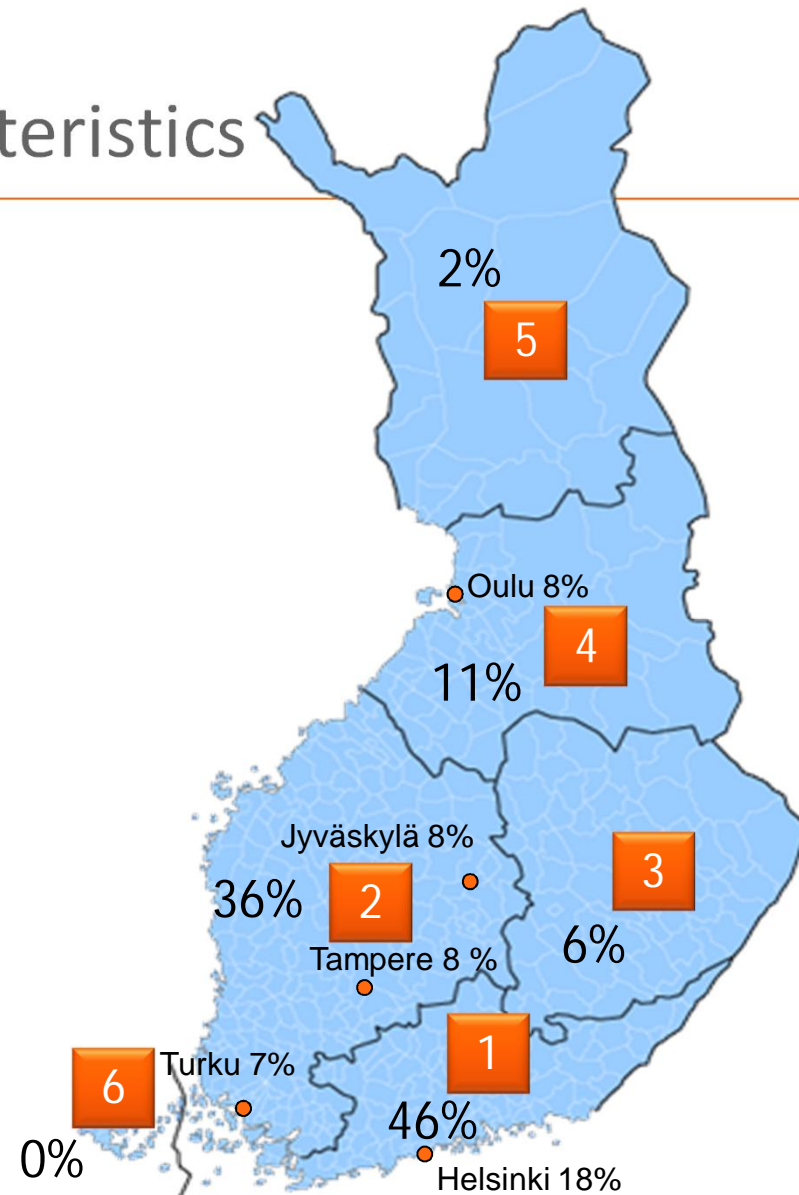 teristics
2%
5
Oulu 8%
4
11%
Jyväskylä 8%
3
36%
2
6%
Tampere 8 %
1
6
Turku 7%
46%
0%
Helsinki 18%